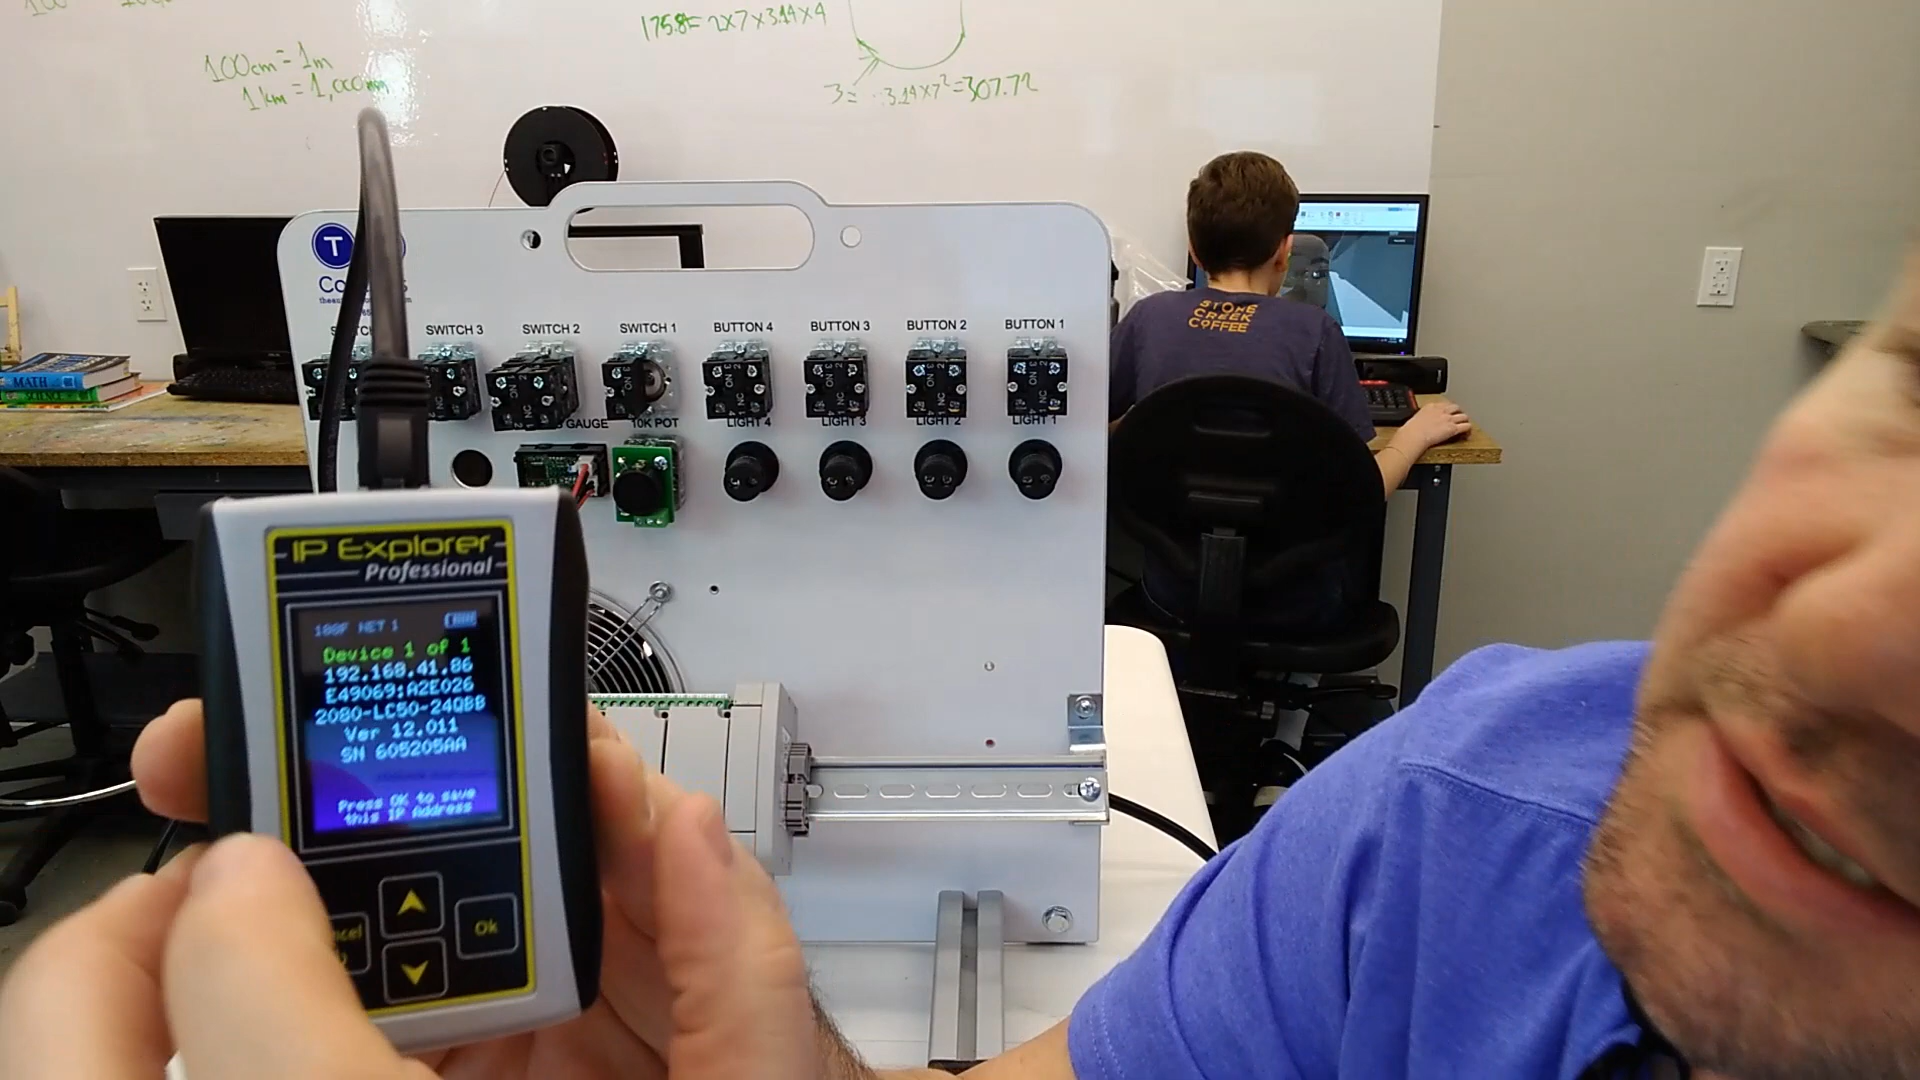 175.8= 2x7x3.14x4
100cm = 1m
1km = 1,000m
3.14x7²=307.72
T
SWITCH 3
SWITCH 2
SWITCH 1
BUTTON 4
BUTTON 3
BUTTON 2
BUTTON 1
GAUGE
10K POT
LIGHT 4
LIGHT 3
LIGHT 2
LIGHT 1
STONE
CREEK
COFFEE
MATH
SCIENCE
IP Explorer
Professional
NET 1
Device 1 of 1
192.168.41.86
E49069:A2E026
2080-LC50-24QBB
Ver 12.011
SN 605205AA
Press OK to save
this IP Address
Ok